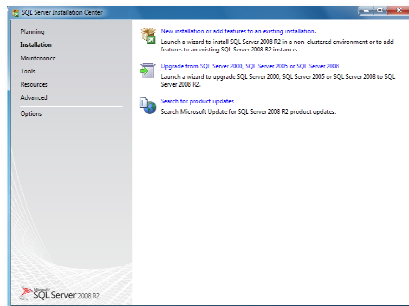 SQL Server Installation Center
Planning
Installation
Maintenance
Tools
Resources
Advanced
Options
New installation or add features to an existing installation.
Launch a wizard to install SQL Server 2008 R2 in a non-clustered environment or to add
features to an existing SQL Server 2008 R2 instance.
Upgrade from SQL Server 2000, SQL Server 2005 or SQL Server 2008
Launch a wizard to upgrade SQL Server 2000, SQL Server 2005 or SQL Server 2008 to SQL
Server 2008 R2.
Search for product updates
Search Microsoft Update for SQL Server 2008 R2 product updates.
Microsoft
SQL Server 2008 R2